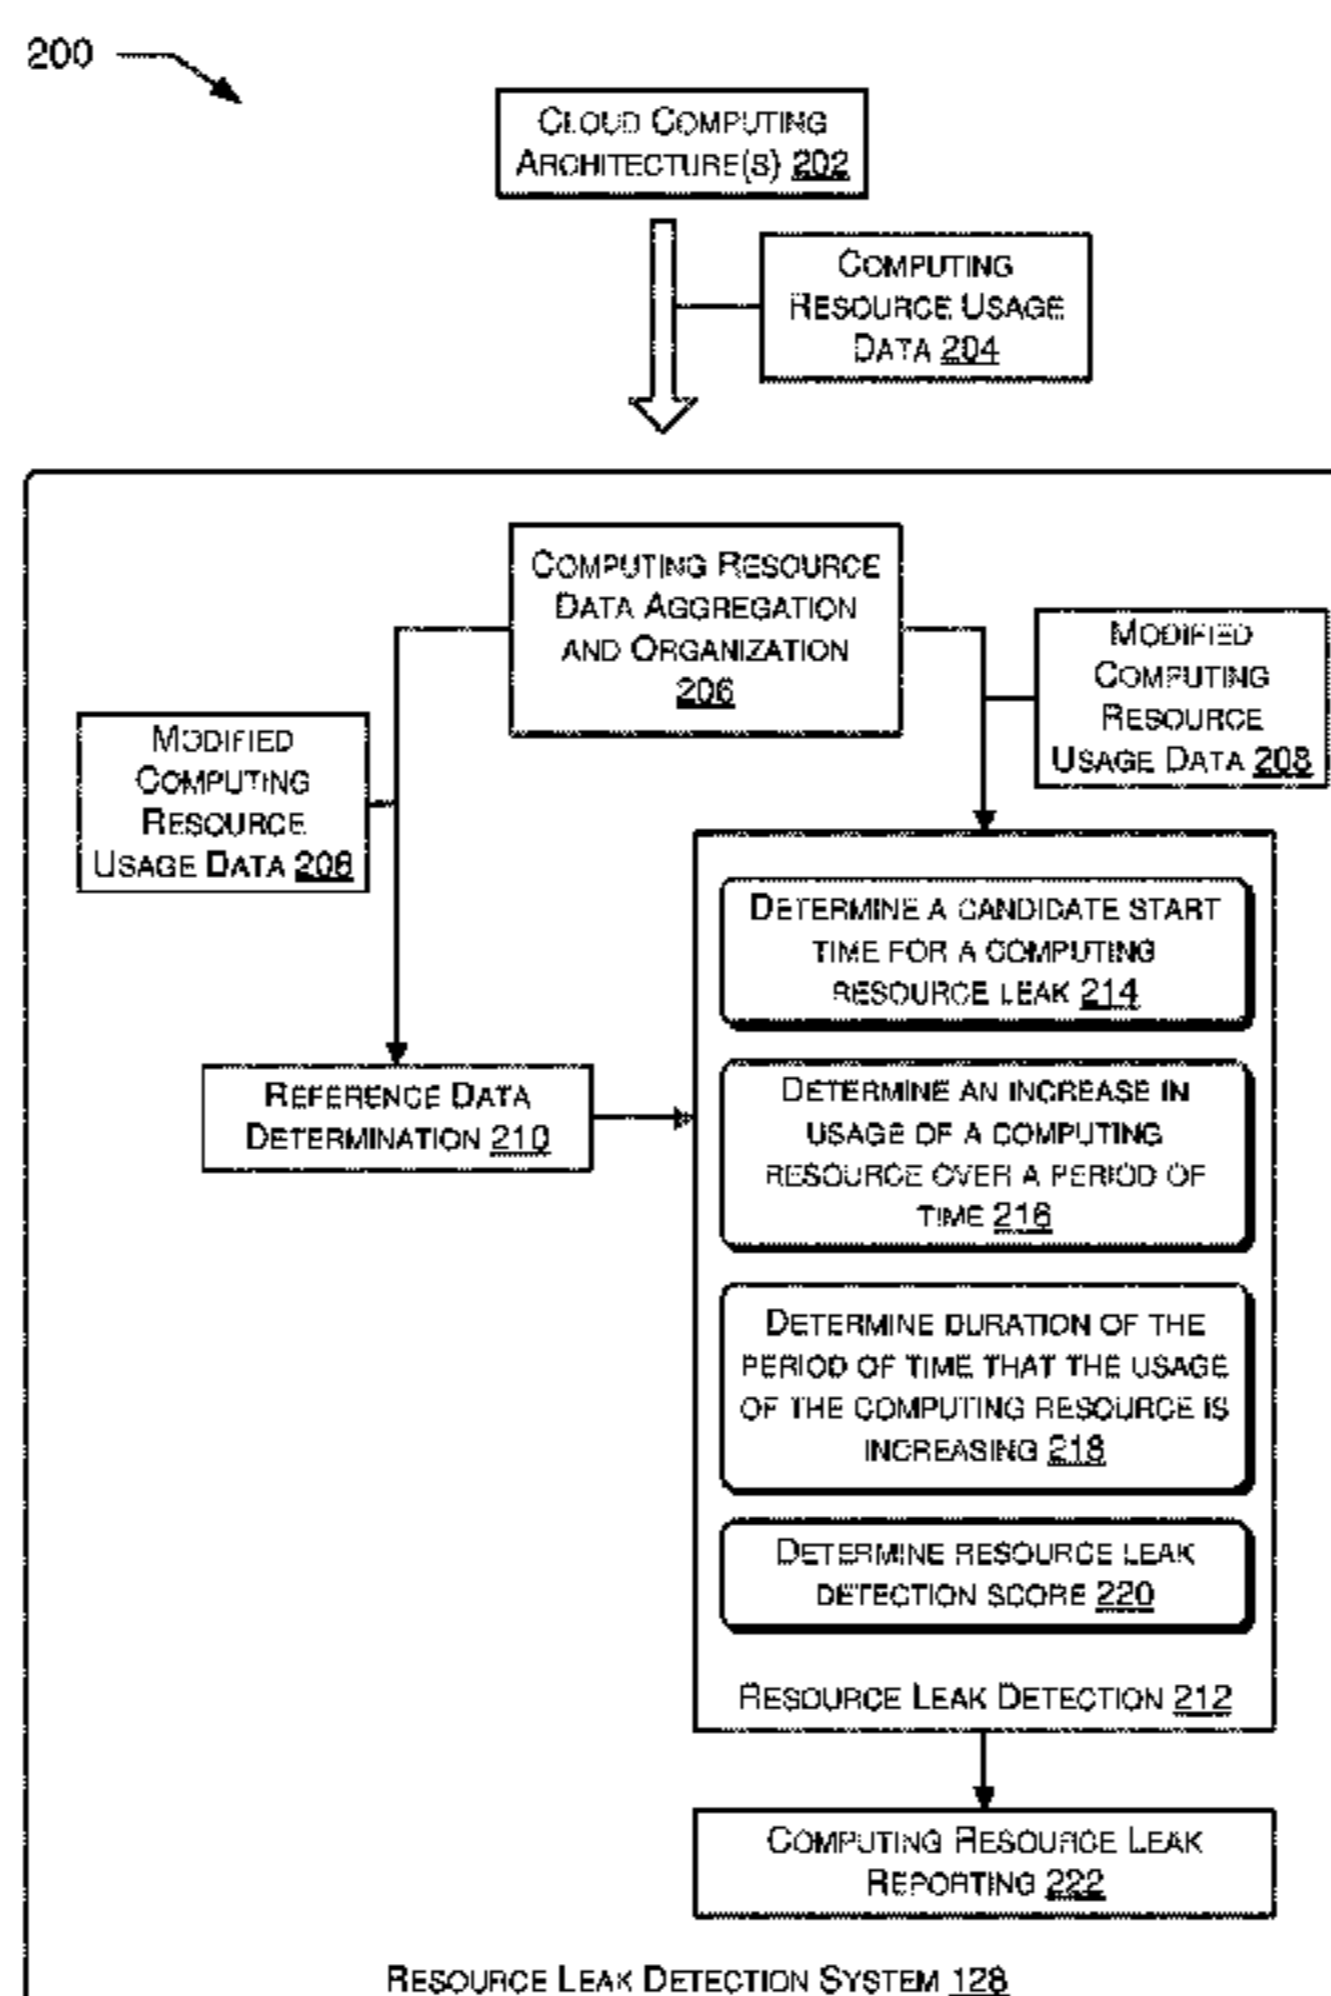 200
CLOUD COMPUTING
ARCHITECTURE(S) 202
COMPUTING
RESOURCE USAGE
DATA 204
COMPUTING RESOURCE
DATA AGGREGATION
AND ORGANIZATION
206
MODIFIED
COMPUTING
RESOURCE
USAGE DATA 208
MODIFIED
COMPUTING
RESOURCE
USAGE DATA 208
DETERMINE A CANDIDATE START
TIME FOR A COMPUTING
RESOURCE LEAK 214
REFERENCE DATA
DETERMINATION 210
DETERMINE AN INCREASE IN
USAGE OF A COMPUTING
RESOURCE OVER A PERIOD OF
TIME 216
DETERMINE DURATION OF THE
PERIOD OF TIME THAT THE USAGE
OF THE COMPUTING RESOURCE IS
INCREASING 218
DETERMINE RESOURCE LEAK
DETECTION SCORE 220
RESOURCE LEAK DETECTION 212
COMPUTING RESOURCE LEAK
REPORTING 222
RESOURCE LEAK DETECTION SYSTEM 128